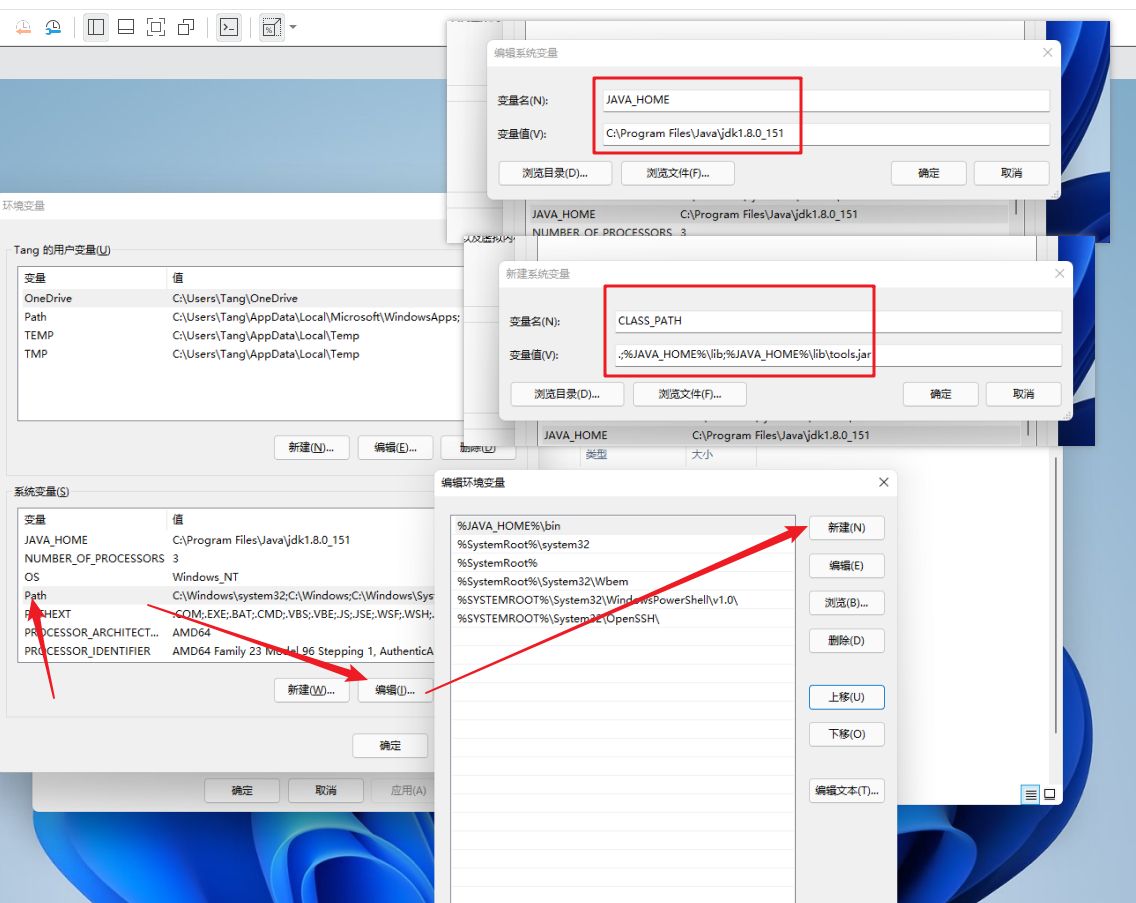 编辑系统变量
变量名(N):
JAVA_HOME
变量值(V):
C:\Program Files\Java\jdk1.8.0_151
浏览目录(D)...
浏览文件(F)...
确定
取消
JAVA_HOME
C:\Program Files\Java\jdk1.8.0_151
NUMBER_OF_PROCESSORS
3
以及虚拟内
新建系统变量
变量名(N):
CLASS_PATH
变量值(V):
.;%JAVA_HOME%\lib;%JAVA_HOME%\lib\tools.jar
浏览目录(D)...
浏览文件(F)...
确定
取消
JAVA_HOME
C:\Program Files\Java\jdk1.8.0_151
类型
大小
环境变量
Tang 的用户变量(U)
变量
值
OneDrive
C:\Users\Tang\OneDrive
Path
C:\Users\Tang\AppData\Local\Microsoft\WindowsApps;
TEMP
C:\Users\Tang\AppData\Local\Temp
TMP
C:\Users\Tang\AppData\Local\Temp
新建(N)...
编辑(E)...
删除(D)
系统变量(S)
变量
值
JAVA_HOME
C:\Program Files\Java\jdk1.8.0_151
NUMBER_OF_PROCESSORS
3
OS
Windows_NT
Path
C:\Windows\system32;C:\Windows;C:\Windows\Sys
PATHEXT
.COM;.EXE;.BAT;.CMD;.VBS;.VBE;.JS;.JSE;.WSF;.WSH;.
PROCESSOR_ARCHITECT...
AMD64
PROCESSOR_IDENTIFIER
AMD64 Family 23 Model 96 Stepping 1, AuthenticA
新建(W)...
编辑(I)...
确定
确定
取消
应用(A)
编辑环境变量
%JAVA_HOME%\bin
%SystemRoot%\system32
%SystemRoot%
%SystemRoot%\System32\Wbem
%SYSTEMROOT%\System32\WindowsPowerShell\v1.0\
%SYSTEMROOT%\System32\OpenSSH\
新建(N)
编辑(E)
浏览(B)...
删除(D)
上移(U)
下移(O)
编辑文本(T)...